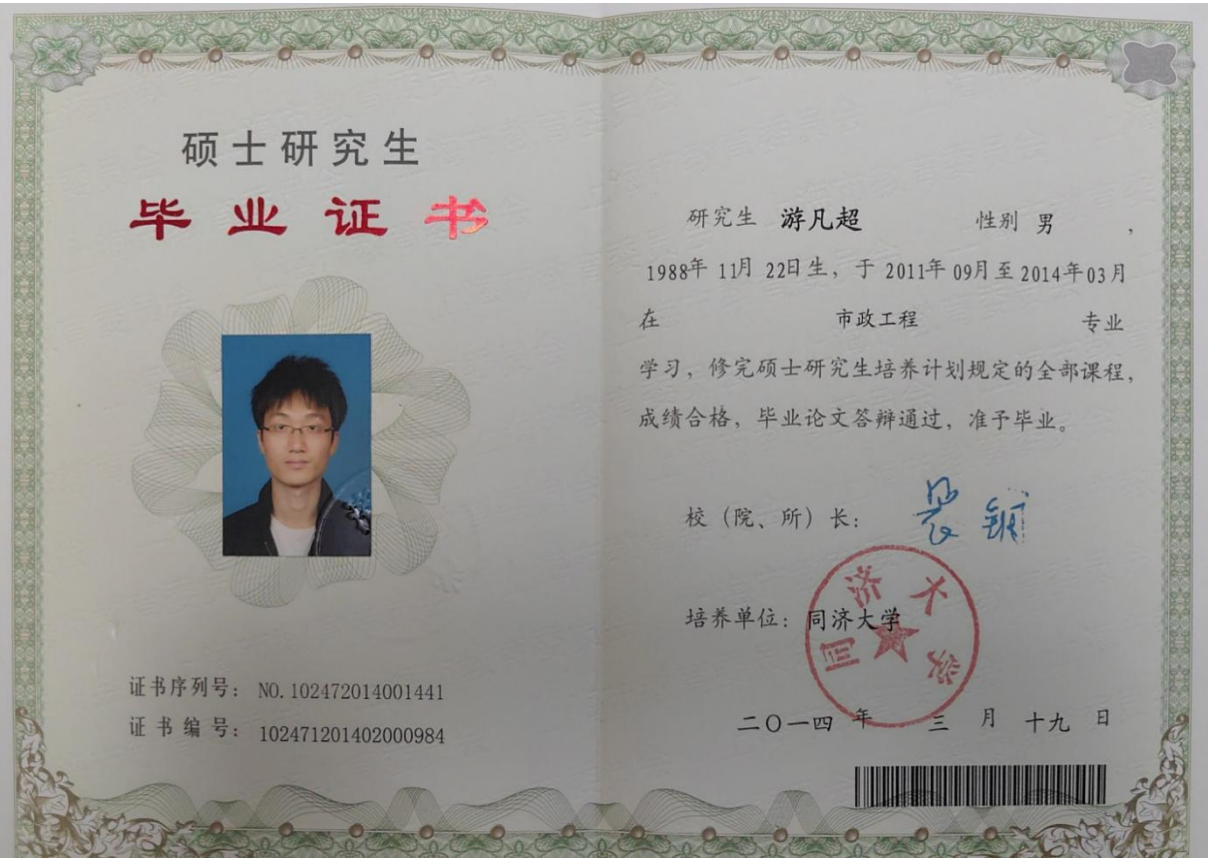 硕士研究生
毕业证书
证书序列号： NO.102472014001441
证书编号： 102471201402000984
研究生 游凡超 性别 男 ，
1988年 11月 22日生，于 2011年 09月至 2014年 03月
在 市政工程 专业
学习，修完硕士研究生培养计划规定的全部课程，
成绩合格，毕业论文答辩通过，准予毕业。
校（院、所）长：
培养单位：同济大学
同济大学
二〇一四 年 三 月 十九 日